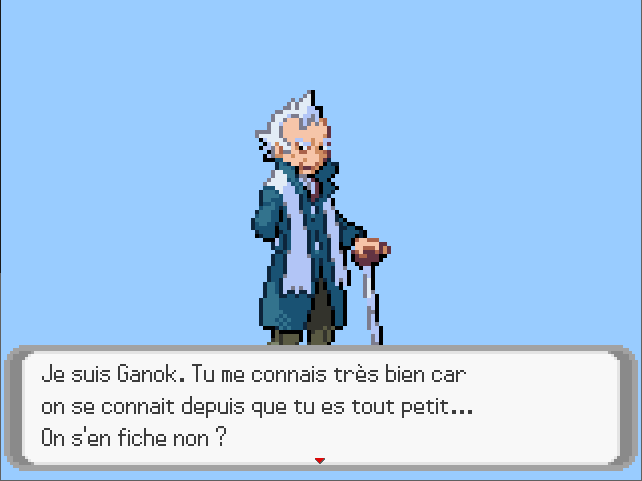 Je suis Ganok. Tu me connais très bien car
on se connait depuis que tu es tout petit...
On s'en fiche non ?